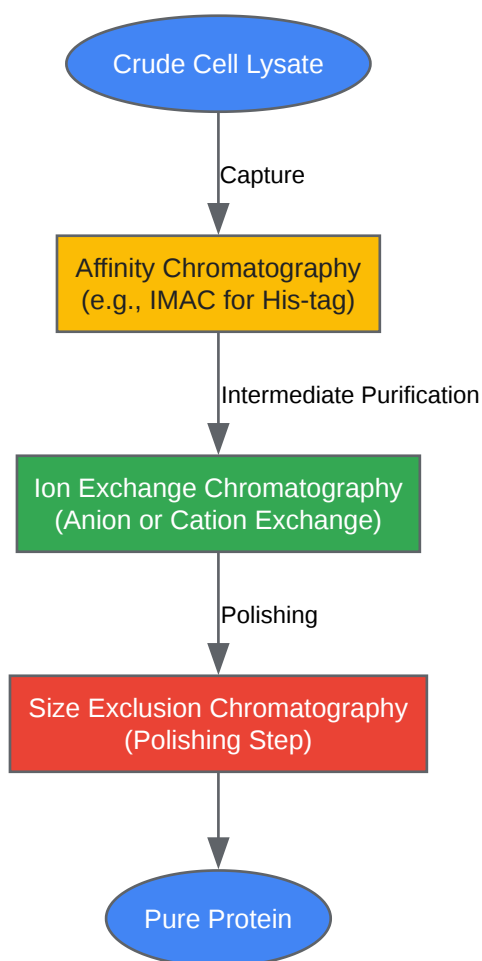 Crude Cell Lysate
Capture
Affinity Chromatography
(e.g., IMAC for His-tag)
Intermediate Purification
Ion Exchange Chromatography
(Anion or Cation Exchange)
Polishing
Size Exclusion Chromatography
(Polishing Step)
Pure Protein